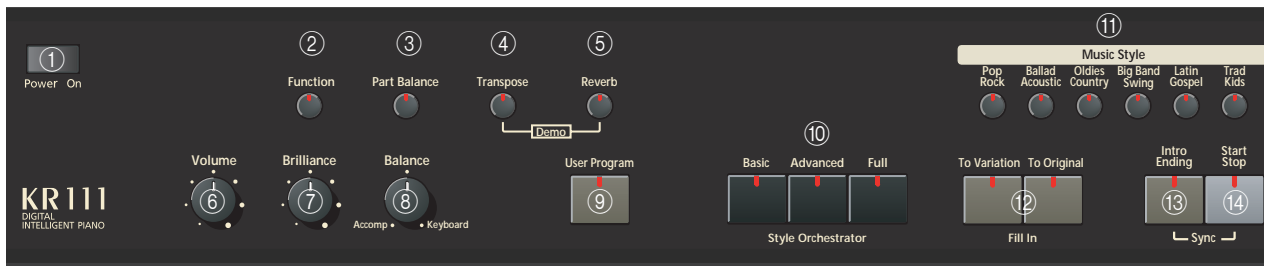 ① ② ③ ④ ⑤ ⑪
Power On
Function Part Balance Transpose Reverb
Demo
Music Style
Pop Rock
Ballad Acoustic
Oldies Country
Big Band Swing
Latin Gospel
Trad Kids
Volume Brilliance Balance
⑥ ⑦ ⑧
Accomp Keyboard
User Program
⑨
⑩
Basic Advanced Full
Style Orchestrator
To Variation To Original
⑫
Fill In
Intro Ending
Start Stop
⑬ ⑭
Sync
KR111
DIGITAL
INTELLIGENT PIANO